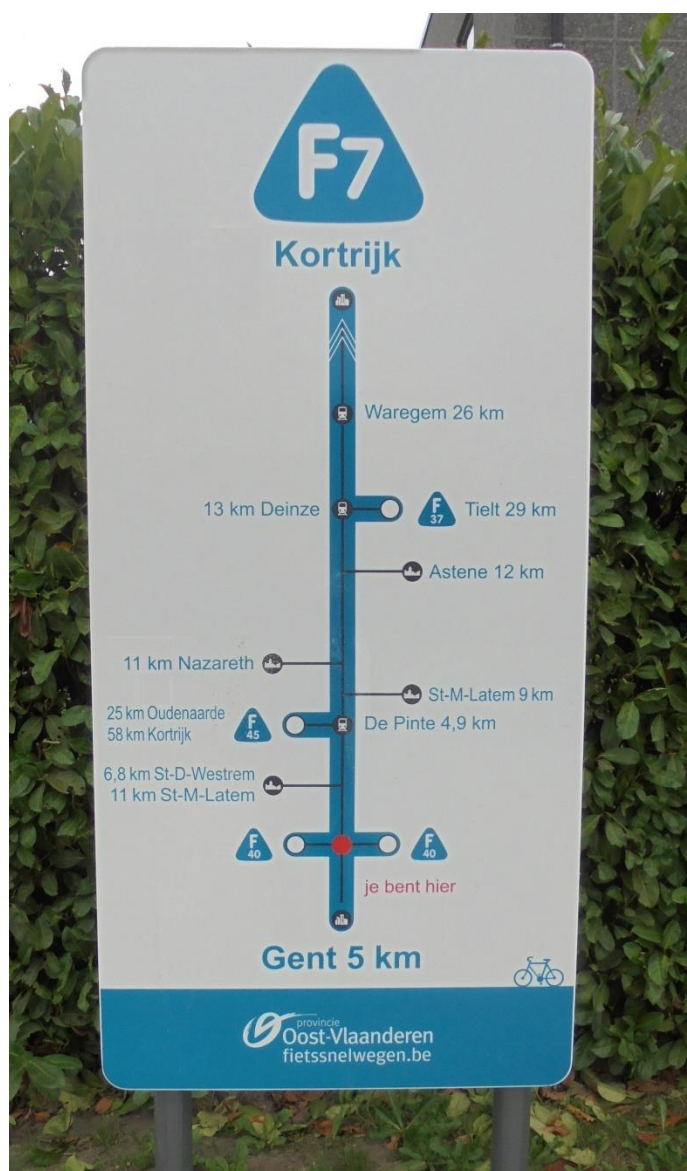 F7
Kortrijk
Waregem 26 km
13 km Deinze
F
37
Tielt 29 km
Astene 12 km
11 km Nazareth
St-M-Latem 9 km
25 km Oudenaarde
58 km Kortrijk
F
45
De Pinte 4,9 km
6,8 km St-D-Westrem
11 km St-M-Latem
F
40
F
40
je bent hier
Gent 5 km
provincie
Oost-Vlaanderen
fietssnelwegen.be